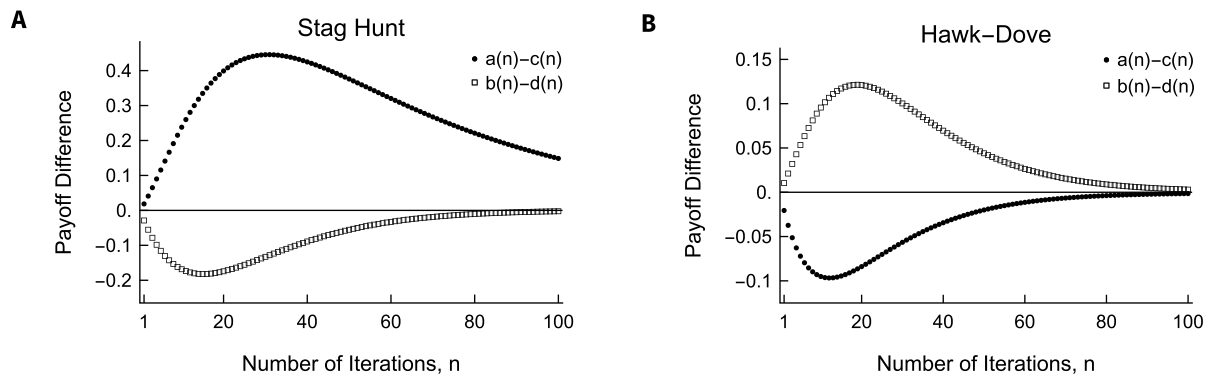 A
Stag Hunt
a(n)−c(n)
b(n)−d(n)
0.4
0.3
0.2
0.1
0.
−0.1
−0.2
Payoff Difference
1 20 40 60 80 100
Number of Iterations, n
B
Hawk−Dove
a(n)−c(n)
b(n)−d(n)
0.15
0.1
0.05
0.
−0.05
−0.1
Payoff Difference
1 20 40 60 80 100
Number of Iterations, n